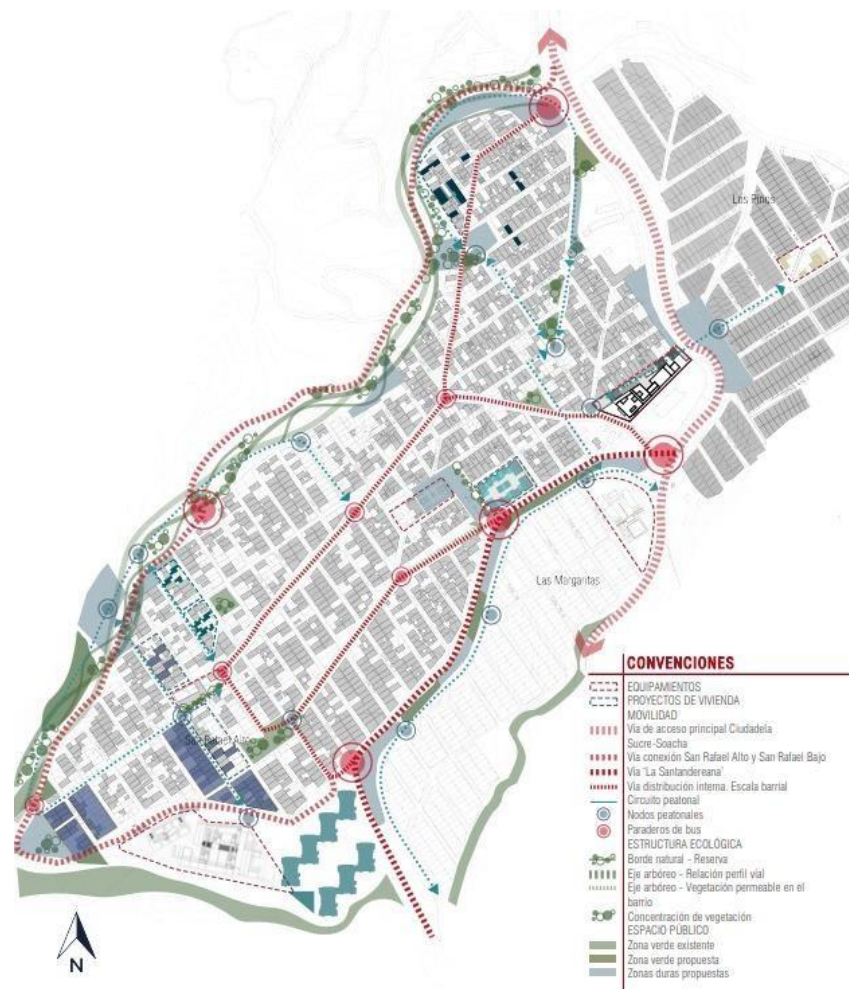 Los Pinos
Las Margaritas
San Rafael Alto
N
CONVENCIONES
EQUIPAMIENTOS
PROYECTOS DE VIVIENDA
MOVILIDAD
Vía de acceso principal Ciudadela
Sucre-Soacha
Vía conexión San Rafael Alto y San Rafael Bajo
Vía 'La Santandereana'
Vía distribución interna. Escala barrial
Circuito peatonal
Nodos peatonales
Paraderos de bus
ESTRUCTURA ECOLÓGICA
Borde natural - Reserva
Eje arbóreo - Relación perfil vial
Eje arbóreo - Vegetación permeable en el
barrio
Concentración de vegetación
ESPACIO PÚBLICO
Zona verde existente
Zona verde propuesta
Zonas duras propuestas